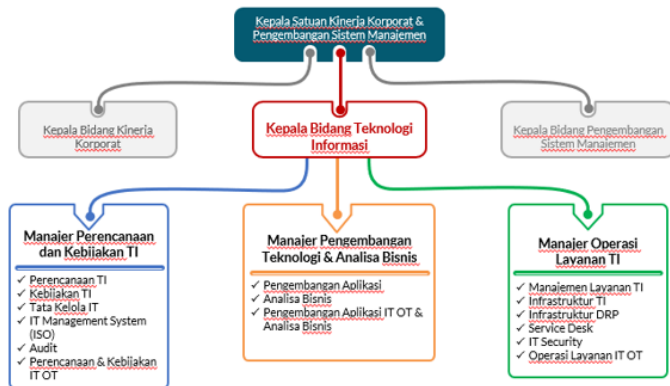 Kepala Satuan Kinerja Korporat &
Pengembangan Sistem Manajemen
Kepala Bidang Kinerja
Korporat
Kepala Bidang Teknologi
Informasi
Kepala Bidang Pengembangan
Sistem Manajemen
Manajer Perencanaan
dan Kebijakan TI
✓ Perencanaan TI
✓ Kebijakan TI
✓ Tata Kelola IT
✓ IT Management System
(ISO)
✓ Audit
✓ Perencanaan & Kebijakan
IT OT
Manajer Pengembangan
Teknologi & Analisa Bisnis
✓ Pengembangan Aplikasi
✓ Analisa Bisnis
✓ Pengembangan Aplikasi IT OT &
Analisa Bisnis
Manajer Operasi
Layanan TI
✓ Manajemen Layanan TI
✓ Infrastruktur TI
✓ Infrastruktur DRP
✓ Service Desk
✓ IT Security
✓ Operasi Layanan IT OT